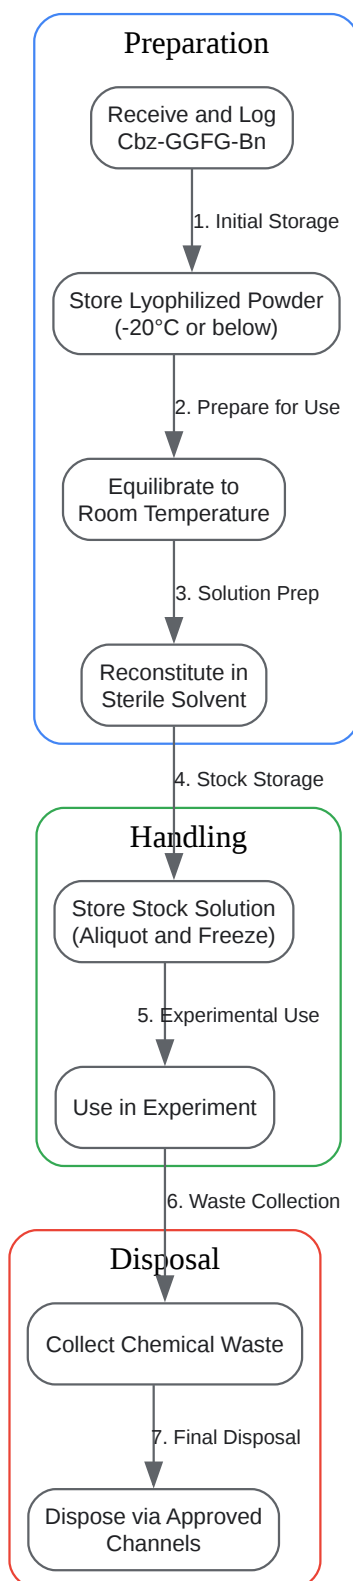 Preparation
Receive and Log
Cbz-GGFG-Bn
1. Initial Storage
Store Lyophilized Powder
(-20°C or below)
2. Prepare for Use
Equilibrate to
Room Temperature
3. Solution Prep
Reconstitute in
Sterile Solvent
4. Stock Storage
Handling
Store Stock Solution
(Aliquot and Freeze)
5. Experimental Use
Use in Experiment
6. Waste Collection
Disposal
Collect Chemical Waste
7. Final Disposal
Dispose via Approved
Channels